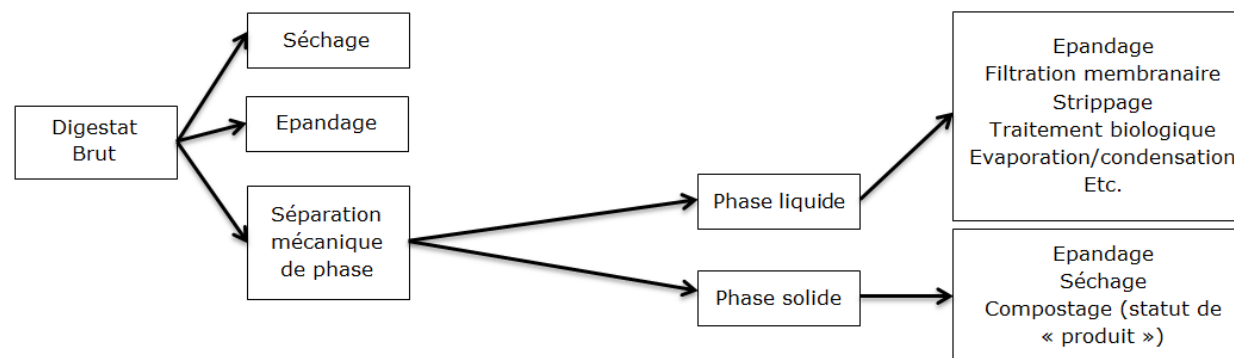 Digestat
Brut
Séchage
Epandage
Séparation
mécanique
de phase
Phase liquide
Phase solide
Epandage
Filtration membranaire
Strippage
Traitement biologique
Evaporation/condensation
Etc.
Epandage
Séchage
Compostage (statut de
« produit »)